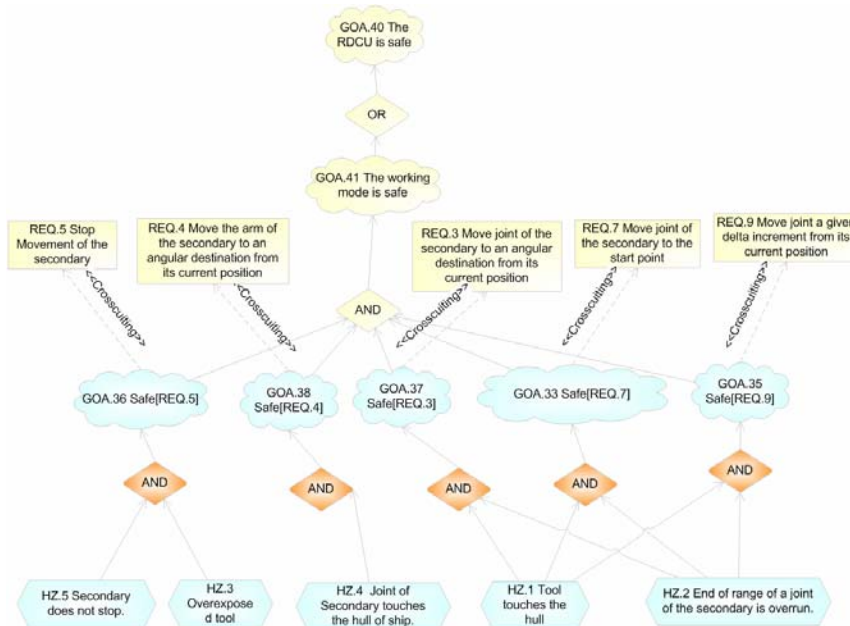 GOA.40 The
RDCU is safe
OR
GOA.41 The working
mode is safe
REQ.5 Stop
Movement of the
secondary
REQ.4 Move the arm of
the secondary to an
angular destination from
its current position
REQ.3 Move joint of the
secondary to an angular
destination from its
current position
REQ.7 Move joint
of the secondary to the
start point
REQ.9 Move joint a given
delta increment from its
current position
<<Crosscuiting>>
<<Crosscuiting>>
<<Crosscuiting>>
<<Crosscuiting>>
<<Crosscuiting>>
AND
GOA.36 Safe[REQ.5]
GOA.38
Safe[REQ.4]
GOA.37
Safe[REQ.3]
GOA.33 Safe[REQ.7]
GOA.35
Safe[REQ.9]
AND
AND
AND
AND
AND
HZ.5 Secondary
does not stop.
HZ.3
Overexpose
d tool
HZ.4 Joint of
Secondary touches
the hull of ship.
HZ.1 Tool
touches the
hull
HZ.2 End of range of a joint
of the secondary is overrun.